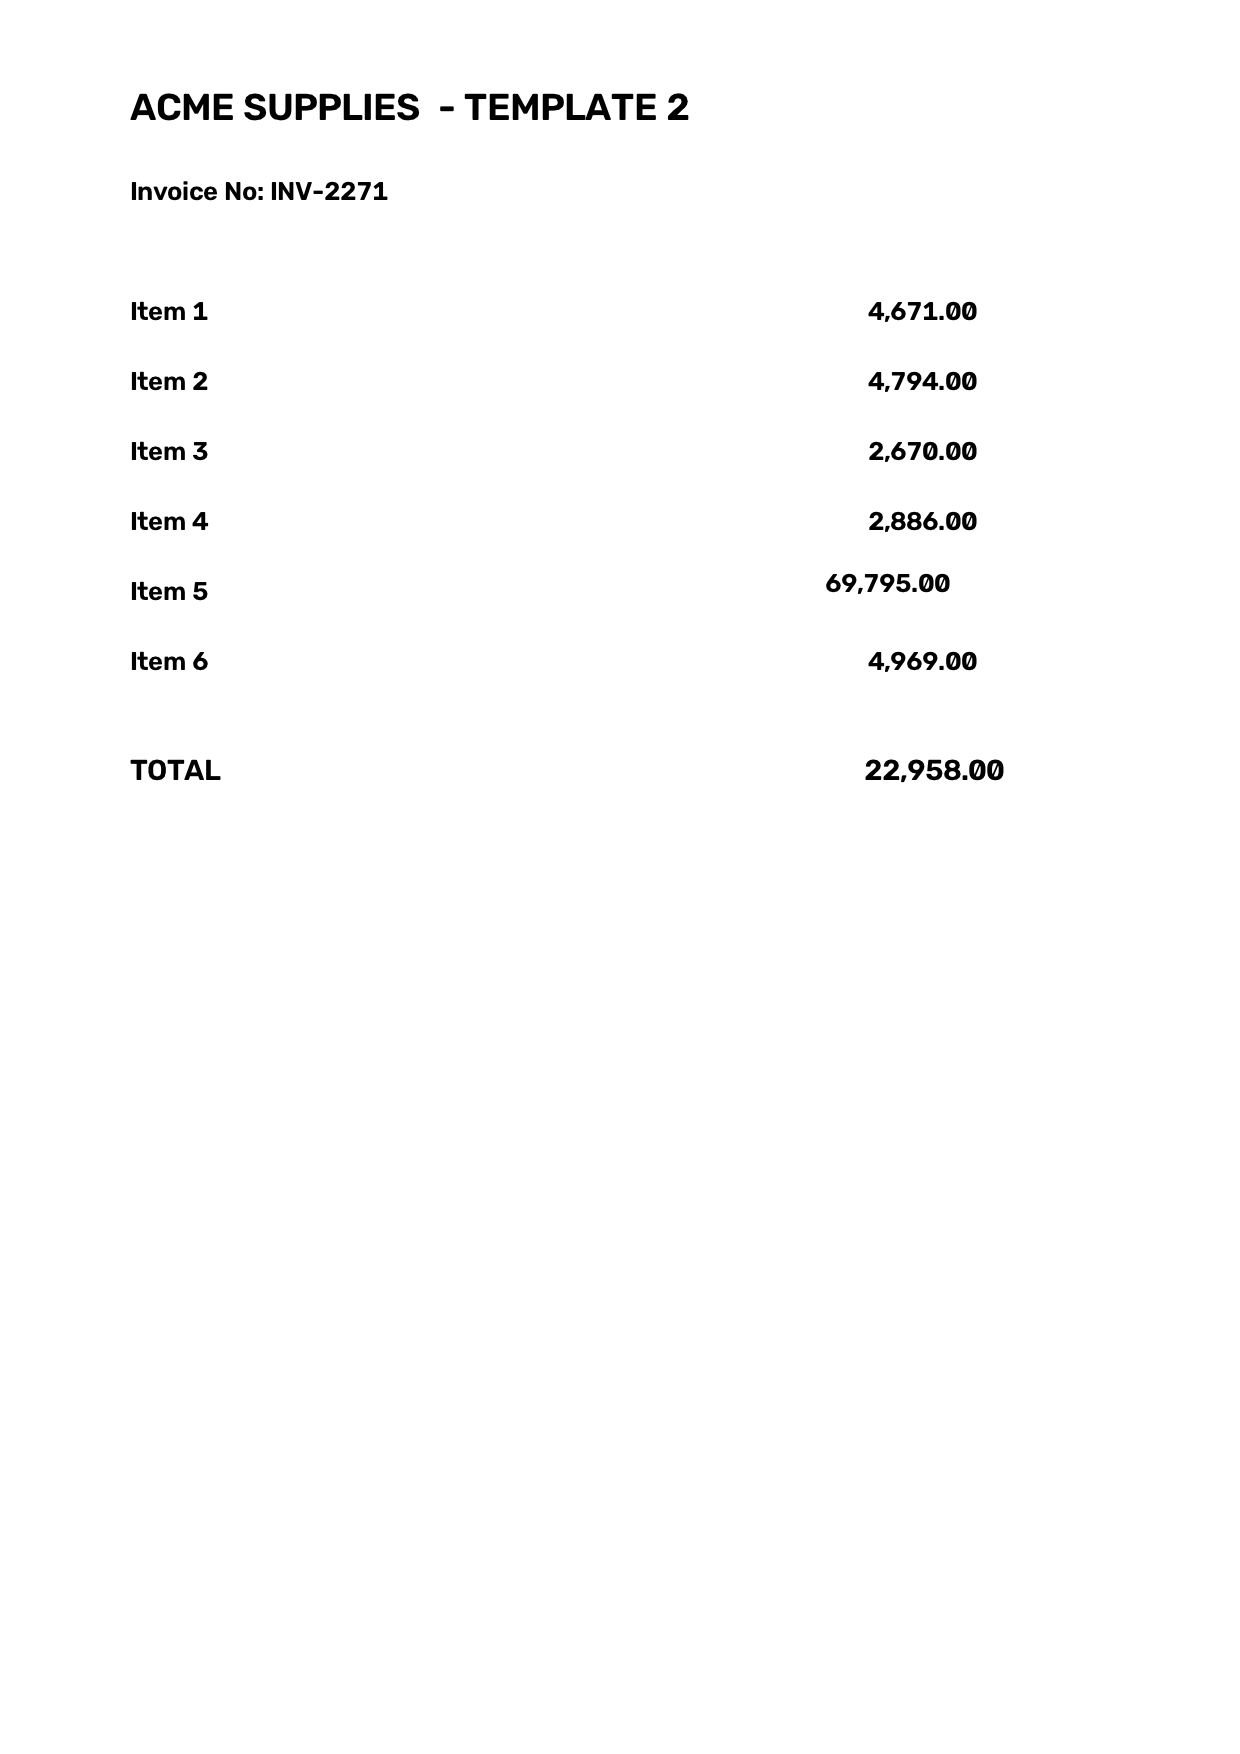 ACME SUPPLIES - TEMPLATE 2
Invoice No: INV-2271
Item 1 4,671.00
Item 2 4,794.00
Item 3 2,670.00
Item 4 2,886.00
Item 5 69,795.00
Item 6 4,969.00
TOTAL 22,958.00